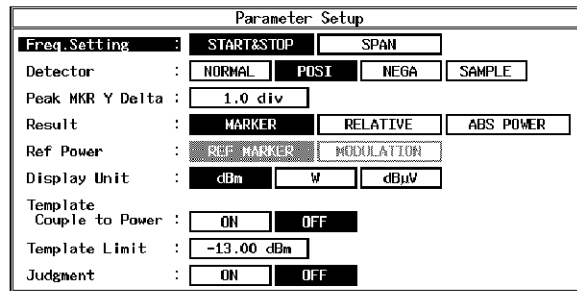 Parameter Setup
Freq.Setting : START&STOP SPAN
Detector : NORMAL POSI NEGA SAMPLE
Peak MKR Y Delta : 1.0 div
Result : MARKER RELATIVE ABS POWER
Ref Power : REF MARKER MODULATION
Display Unit : dBm W dBµV
Template
Couple to Power : ON OFF
Template Limit : -13.00 dBm
Judgment : ON OFF